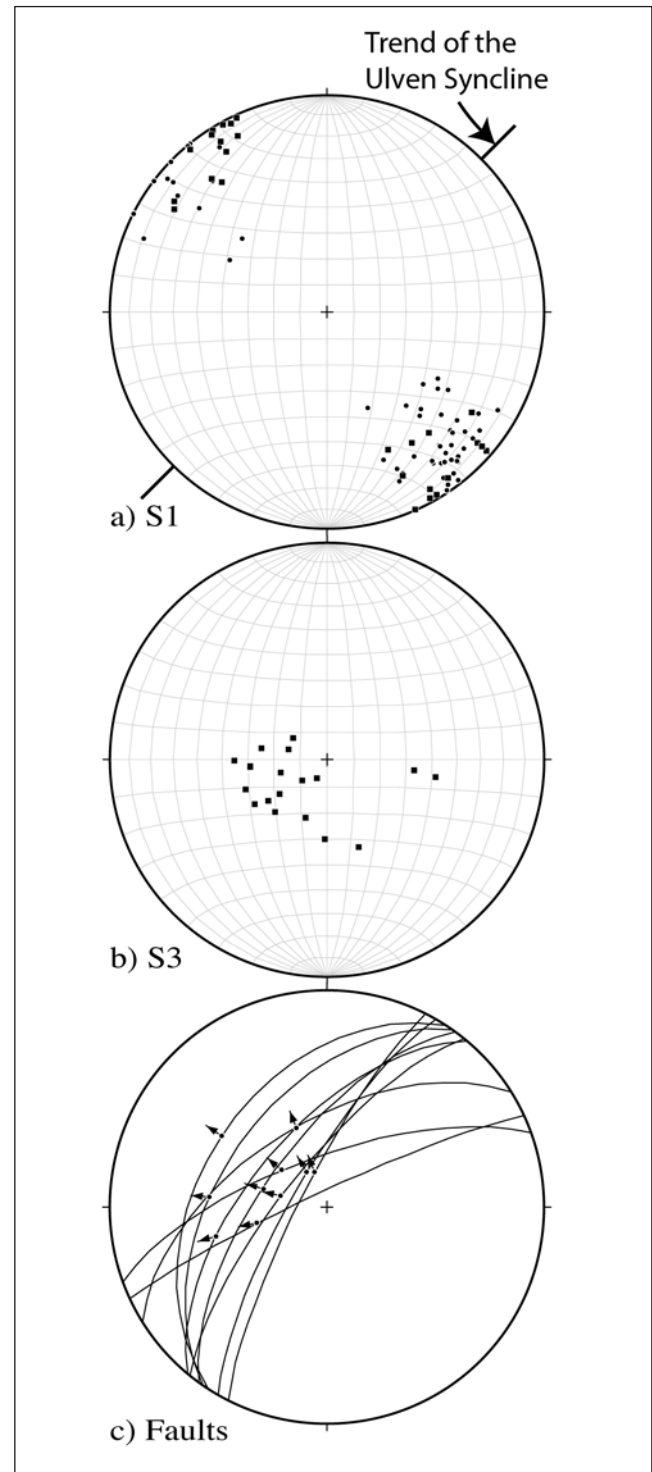 Trend of the
Ulven Syncline
a) S1
b) S3
c) Faults